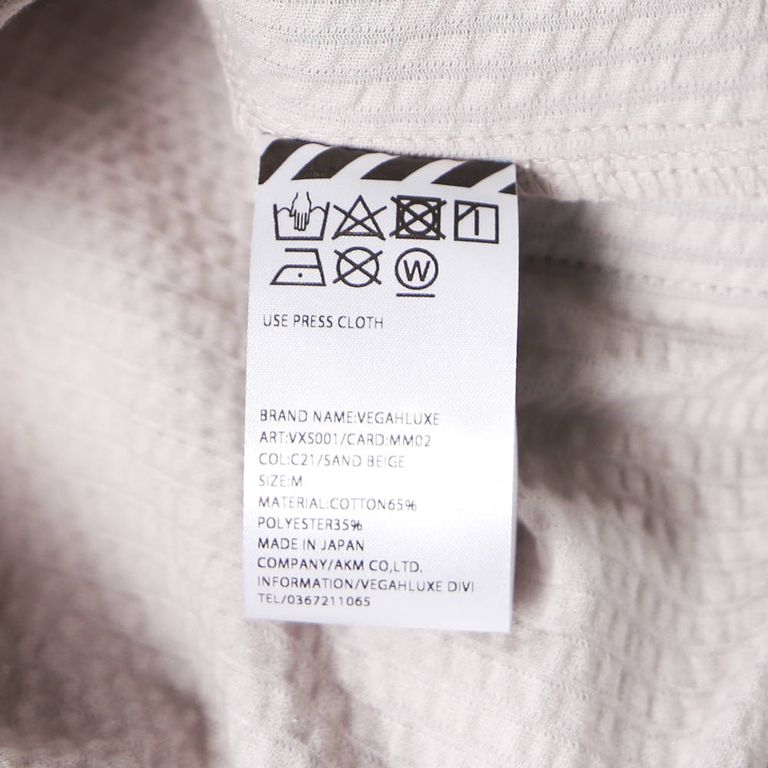 W
USE PRESS CLOTH
BRAND NAME:VEGAHLUXE
ART:VXS001/CARD:MM02
COL:C21/SAND BEIGE
SIZE:M
MATERIAL:COTTON65%
POLYESTER35%
MADE IN JAPAN
COMPANY/AKM CO,LTD.
INFORMATION/VEGAHLUXE DIVI
TEL/0367211065